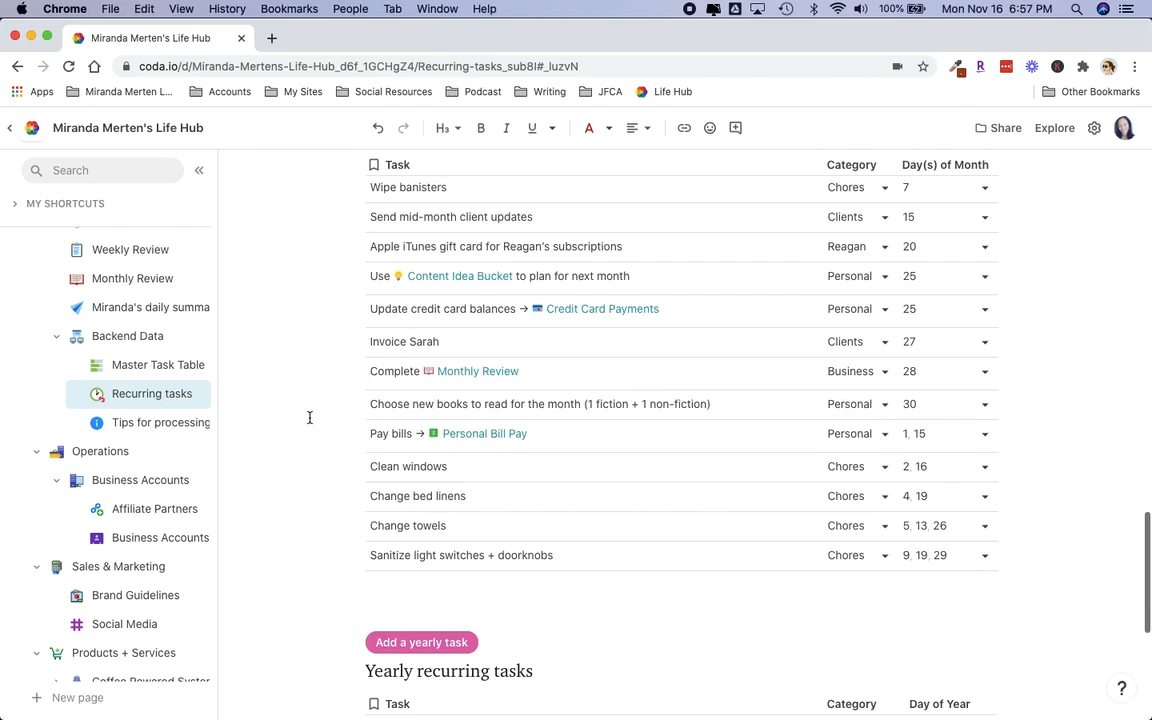 Chrome File Edit View History Bookmarks People Tab Window Help 100% Mon Nov 16 6:57 PM
Miranda Merten's Life Hub
coda.io/d/Miranda-Mertens-Life-Hub_d6f_1GCHgZ4/Recurring-tasks_sub8I#_luzvN
Apps Miranda Merten L... Accounts My Sites Social Resources Podcast Writing JFCA Life Hub Other Bookmarks
Miranda Merten's Life Hub H₃ B I U A Share Explore
Search
MY SHORTCUTS
Weekly Review
Monthly Review
Miranda's daily summa
Backend Data
Master Task Table
Recurring tasks
Tips for processing
Operations
Business Accounts
Affiliate Partners
Business Accounts
Sales & Marketing
Brand Guidelines
Social Media
Products + Services
Coffee Powered System
New page
Task Category Day(s) of Month
Wipe banisters Chores 7
Send mid-month client updates Clients 15
Apple iTunes gift card for Reagan's subscriptions Reagan 20
Use Content Idea Bucket to plan for next month Personal 25
Update credit card balances → Credit Card Payments Personal 25
Invoice Sarah Clients 27
Complete Monthly Review Business 28
Choose new books to read for the month (1 fiction + 1 non-fiction) Personal 30
Pay bills → Personal Bill Pay Personal 1, 15
Clean windows Chores 2, 16
Change bed linens Chores 4, 19
Change towels Chores 5, 13, 26
Sanitize light switches + doorknobs Chores 9, 19, 29
Add a yearly task
Yearly recurring tasks
Task Category Day of Year
?